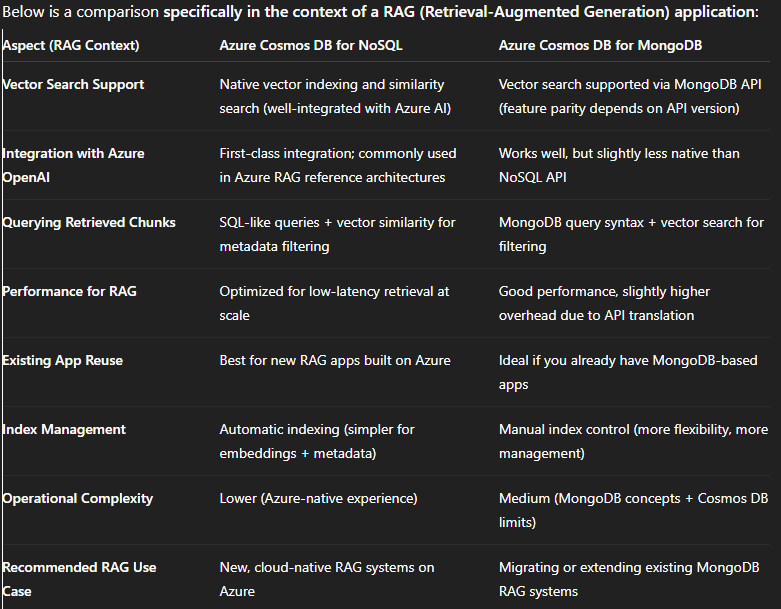 Below is a comparison specifically in the context of a RAG (Retrieval-Augmented Generation) application:
Aspect (RAG Context) Azure Cosmos DB for NoSQL Azure Cosmos DB for MongoDB
Vector Search Support Native vector indexing and similarity Vector search supported via MongoDB API
search (well-integrated with Azure AI) (feature parity depends on API version)
Integration with Azure First-class integration; commonly used Works well, but slightly less native than
OpenAI in Azure RAG reference architectures NoSQL API
Querying Retrieved Chunks SQL-like queries + vector similarity for MongoDB query syntax + vector search for
metadata filtering filtering
Performance for RAG Optimized for low-latency retrieval at Good performance, slightly higher
scale overhead due to API translation
Existing App Reuse Best for new RAG apps built on Azure Ideal if you already have MongoDB-based
apps
Index Management Automatic indexing (simpler for Manual index control (more flexibility, more
embeddings + metadata) management)
Operational Complexity Lower (Azure-native experience) Medium (MongoDB concepts + Cosmos DB
limits)
Recommended RAG Use New, cloud-native RAG systems on Migrating or extending existing MongoDB
Case Azure RAG systems